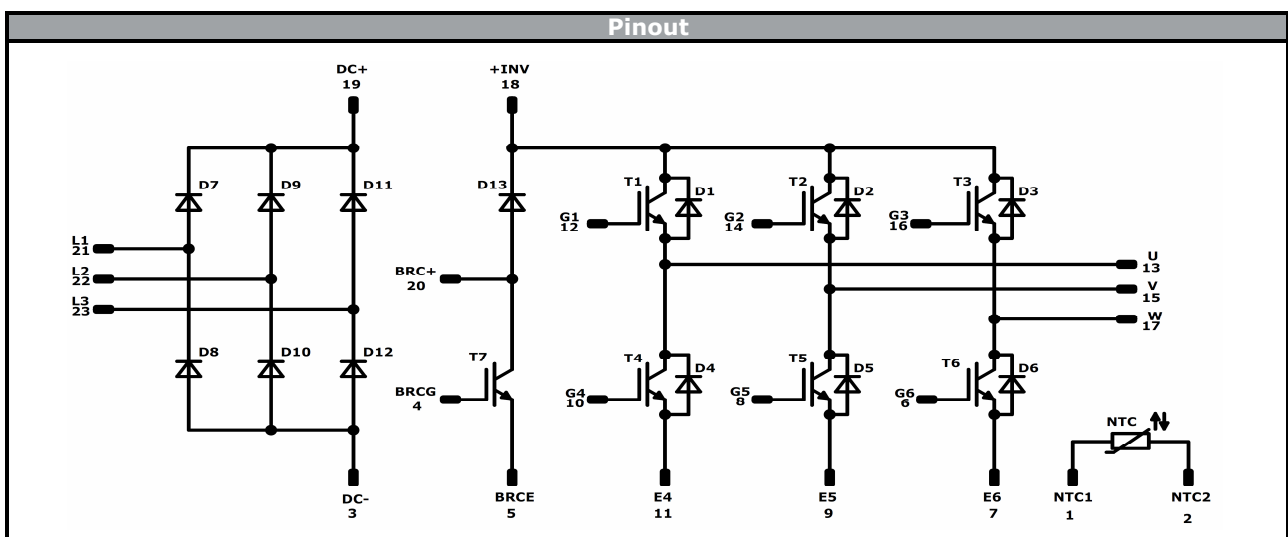 Pinout
DC+
19
+INV
18
D7
D9
D11
D13
T1
D1
T2
D2
T3
D3
G1
12
G2
14
G3
16
L1
21
L2
22
L3
23
BRC+
20
U
13
V
15
W
17
D8
D10
D12
T7
T4
D4
T5
D5
T6
D6
BRCG
4
G4
10
G5
8
G6
6
NTC
DC-
3
BRCE
5
E4
11
E5
9
E6
7
NTC1
1
NTC2
2